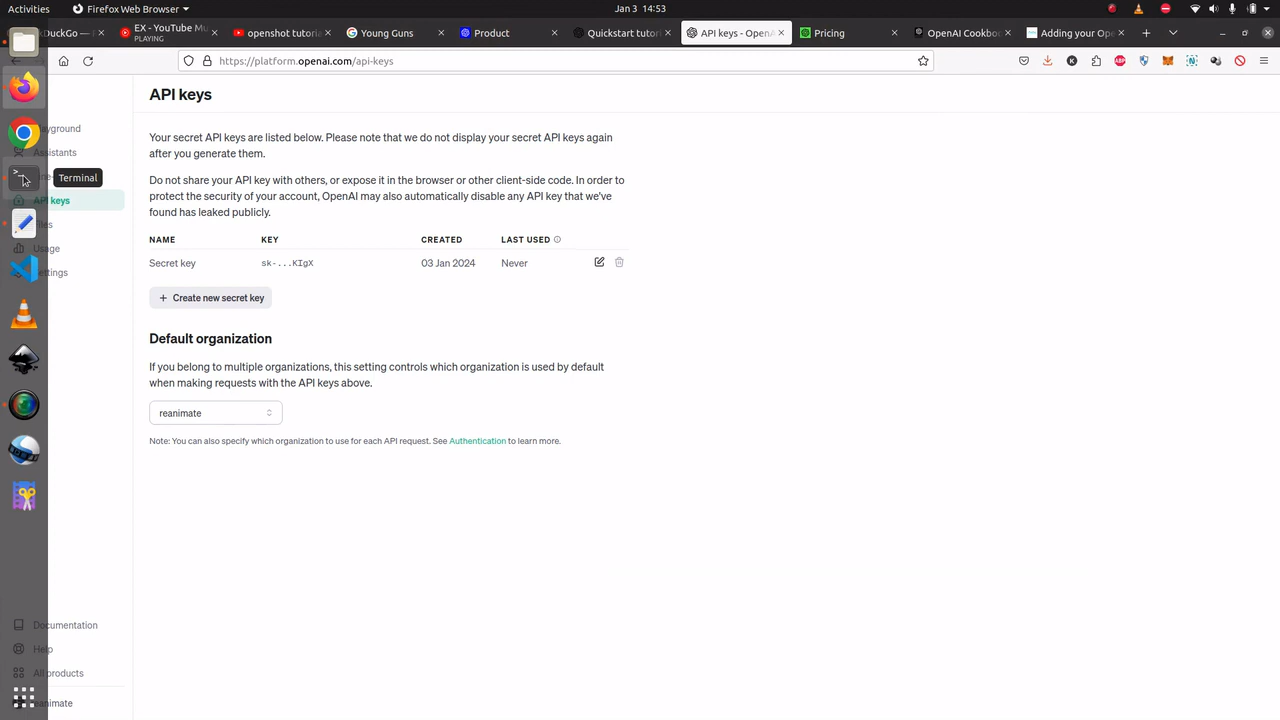 Activities Firefox Web Browser Jan 3 14:53
DuckGo — EX - YouTube Mu openshot tutoria Young Guns Product Quickstart tutori API keys - OpenA Pricing OpenAI Cookbo Adding your Ope
PLAYING
https://platform.openai.com/api-keys
API keys
Your secret API keys are listed below. Please note that we do not display your secret API keys again
after you generate them.
Do not share your API key with others, or expose it in the browser or other client-side code. In order to
protect the security of your account, OpenAI may also automatically disable any API key that we've
found has leaked publicly.
NAME KEY CREATED LAST USED
Secret key sk-...KIgX 03 Jan 2024 Never
+ Create new secret key
Default organization
If you belong to multiple organizations, this setting controls which organization is used by default
when making requests with the API keys above.
reanimate
Note: You can also specify which organization to use for each API request. See Authentication to learn more.
ayground
Assistants
Terminal
API keys
iles
Usage
ettings
Documentation
Help
All products
eanimate